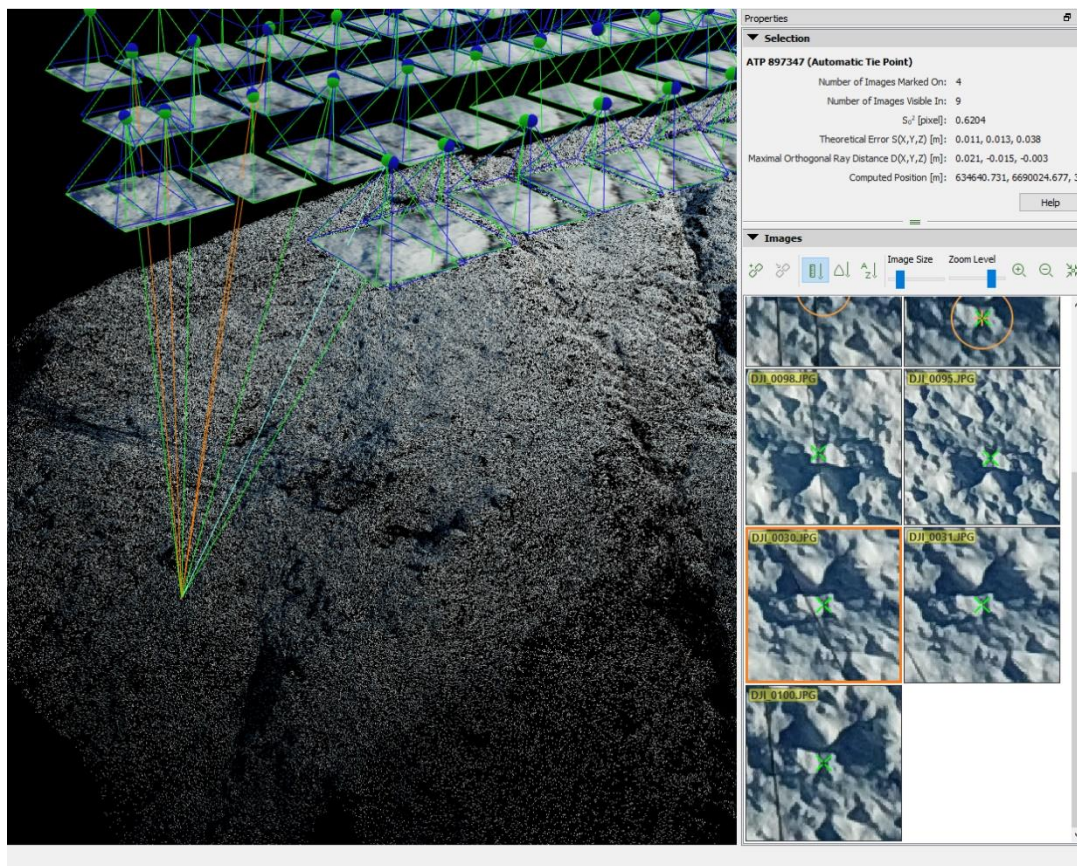 Properties
Selection
ATP 897347 (Automatic Tie Point)
Number of Images Marked On: 4
Number of Images Visible In: 9
S₀² [pixel]: 0.6204
Theoretical Error S(X,Y,Z) [m]: 0.011, 0.013, 0.038
Maximal Orthogonal Ray Distance D(X,Y,Z) [m]: 0.021, -0.015, -0.003
Computed Position [m]: 634640.731, 6690024.677, 3
Help
Images
Image Size Zoom Level
DJI_0098.JPG DJI_0095.JPG
DJI_0030.JPG DJI_0031.JPG
DJI_0100.JPG